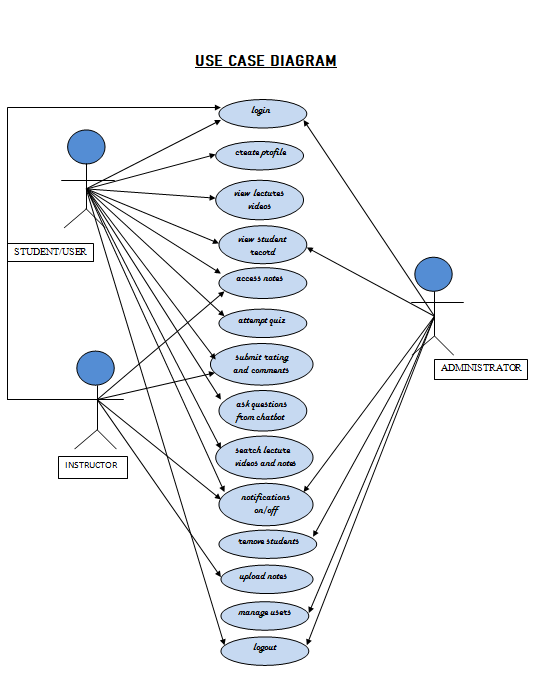 USE CASE DIAGRAM
login
create profile
view lectures
videos
view student
record
STUDENT/USER
access notes
attempt quiz
submit rating
and comments
ADMINISTRATOR
ask questions
from chatbot
search lecture
videos and notes
INSTRUCTOR
notifications
on/off
remove students
upload notes
manage users
logout